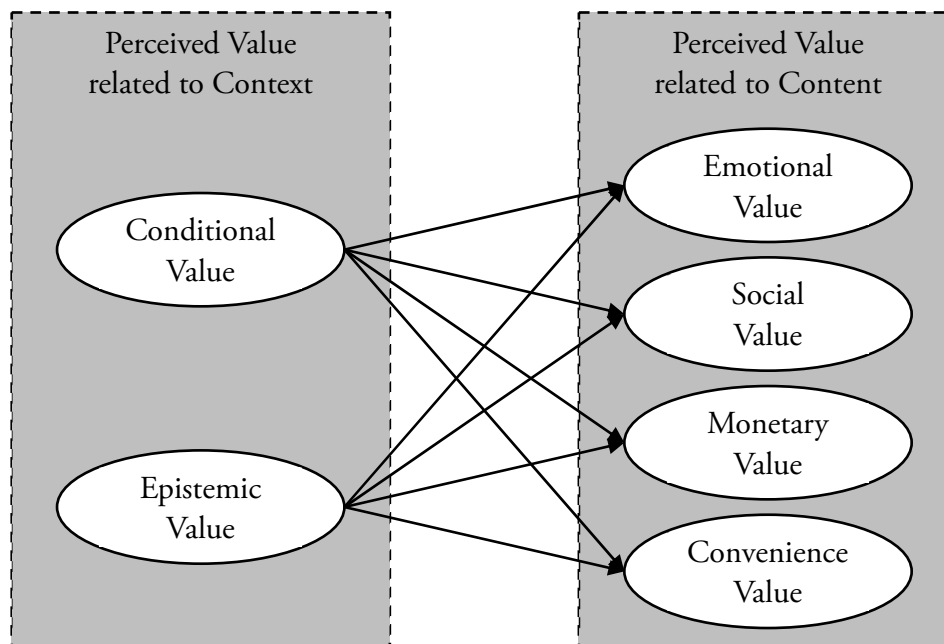 Perceived Value
related to Context
Conditional
Value
Epistemic
Value
Perceived Value
related to Content
Emotional
Value
Social
Value
Monetary
Value
Convenience
Value